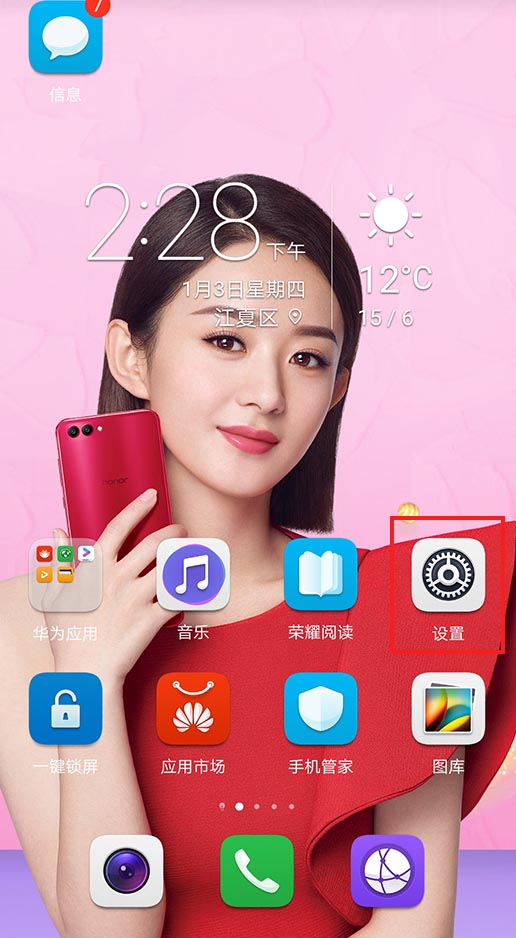 7
信息
2:28 下午
12°C
1月3日星期四
江夏区
15 / 6
honor
华为应用
音乐
荣耀阅读
设置
一键锁屏
应用市场
手机管家
图库